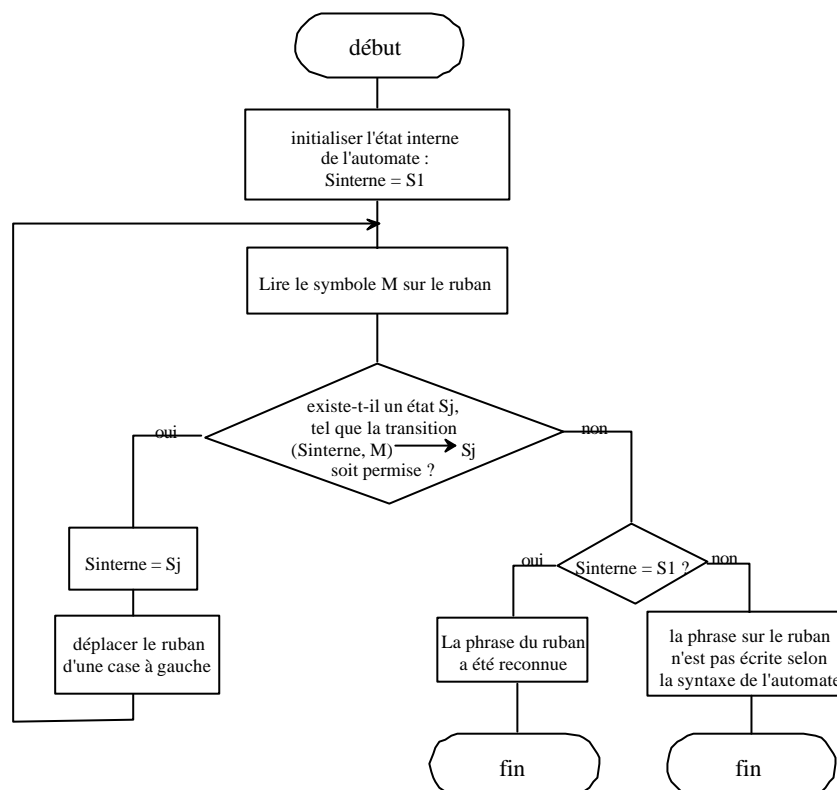 début
initialiser l'état interne
de l'automate :
Sinterne = S1
Lire le symbole M sur le ruban
existe-t-il un état Sj,
tel que la transition
(Sinterne, M) Sj
soit permise ?
oui
non
Sinterne = Sj
déplacer le ruban
d'une case à gauche
Sinterne = S1 ?
oui
non
La phrase du ruban
a été reconnue
la phrase sur le ruban
n'est pas écrite selon
la syntaxe de l'automate
fin
fin